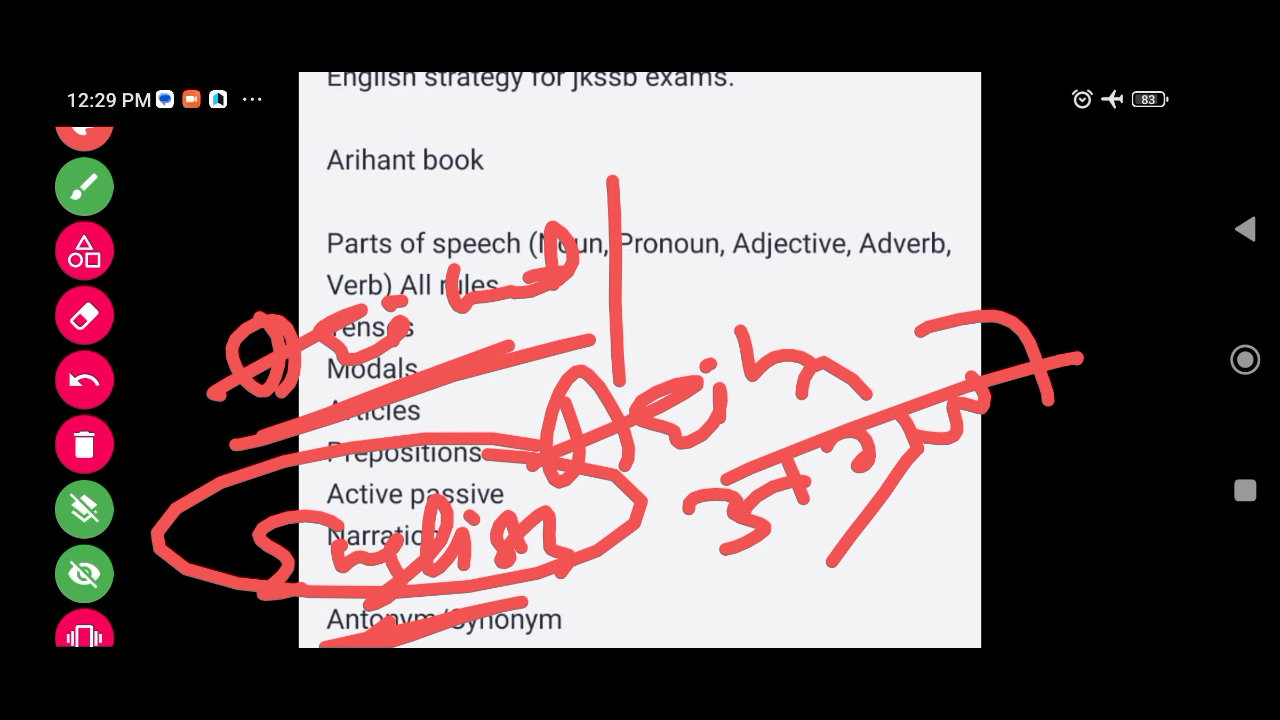 12:29 PM
83
English strategy for jkssb exams.
Arihant book
Parts of speech (Noun, Pronoun, Adjective, Adverb,
Verb) All rules
Tenses
Modals
Articles
Prepositions
Active passive
Narration
English
Antonym/Synonym